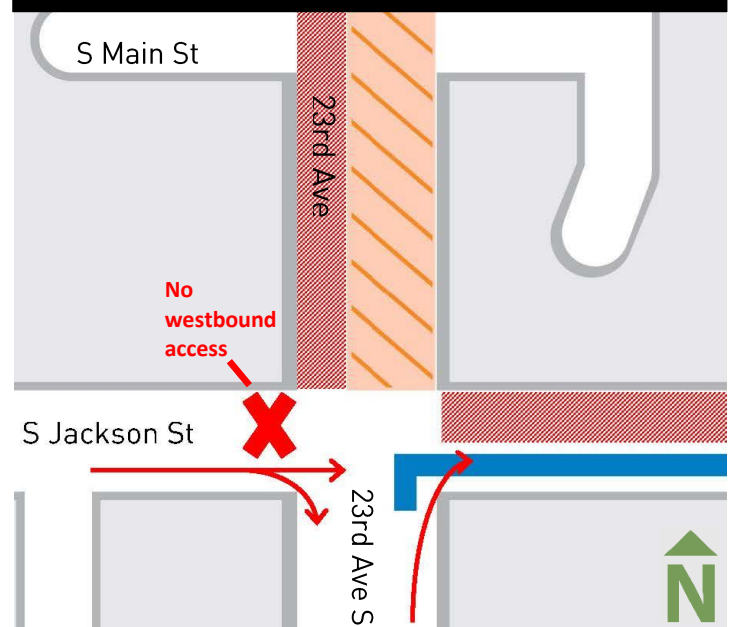 S Main St
23rd Ave
No
westbound
access
S Jackson St
23rd Ave S
N